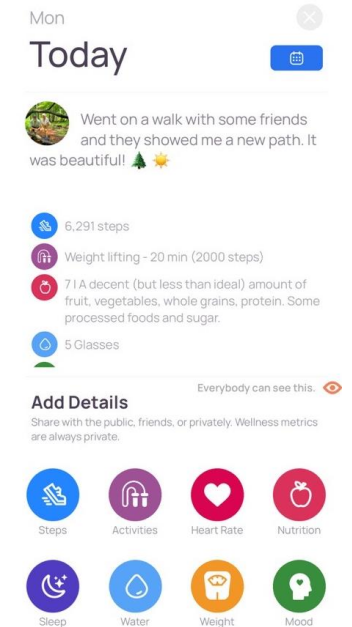 Mon
Today
Went on a walk with some friends
and they showed me a new path. It
was beautiful! 🌲 ☀️
6,291 steps
Weight lifting - 20 min (2000 steps)
7 | A decent (but less than ideal) amount of
fruit, vegetables, whole grains, protein. Some
processed foods and sugar.
5 Glasses
Everybody can see this.
Add Details
Share with the public, friends, or privately. Wellness metrics
are always private.
Steps
Activities
Heart Rate
Nutrition
Sleep
Water
Weight
Mood